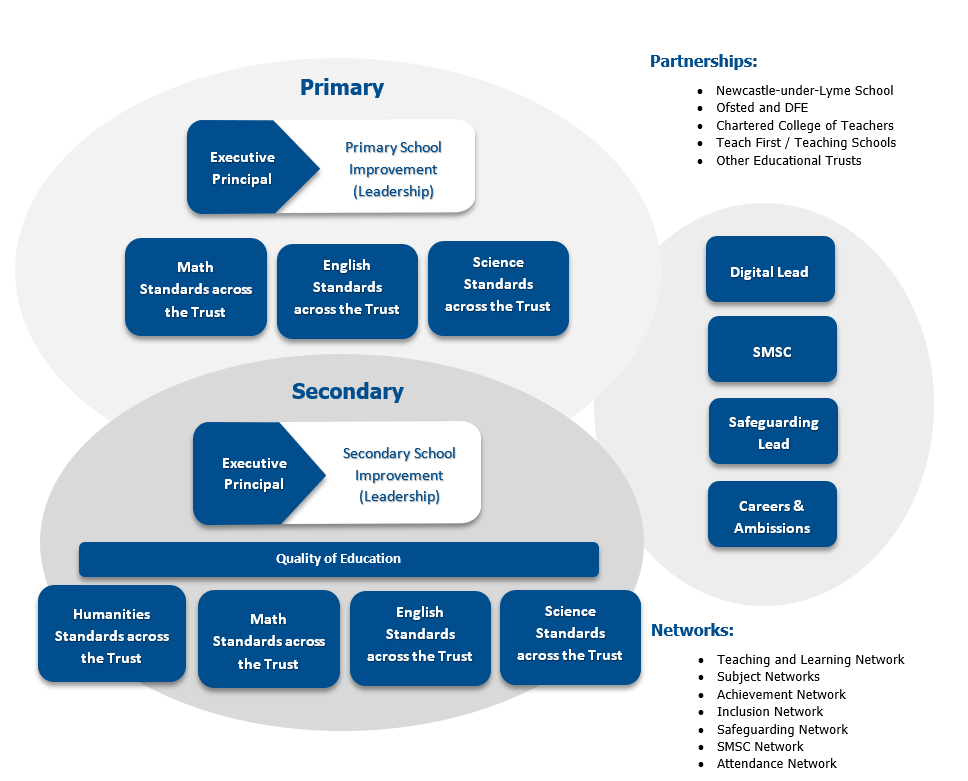 Primary
Executive
Principal
Primary School
Improvement
(Leadership)
Math
Standards across
the Trust
English
Standards
across the Trust
Science
Standards
across the Trust
Secondary
Executive
Principal
Secondary School
Improvement
(Leadership)
Quality of Education
Humanities
Standards across
the Trust
Math
Standards across
the Trust
English
Standards
across the Trust
Science
Standards
across the Trust
Partnerships:
• Newcastle-under-Lyme School
• Ofsted and DFE
• Chartered College of Teachers
• Teach First / Teaching Schools
• Other Educational Trusts
Digital Lead
SMSC
Safeguarding
Lead
Careers &
Ambissions
Networks:
• Teaching and Learning Network
• Subject Networks
• Achievement Network
• Inclusion Network
• Safeguarding Network
• SMSC Network
• Attendance Network